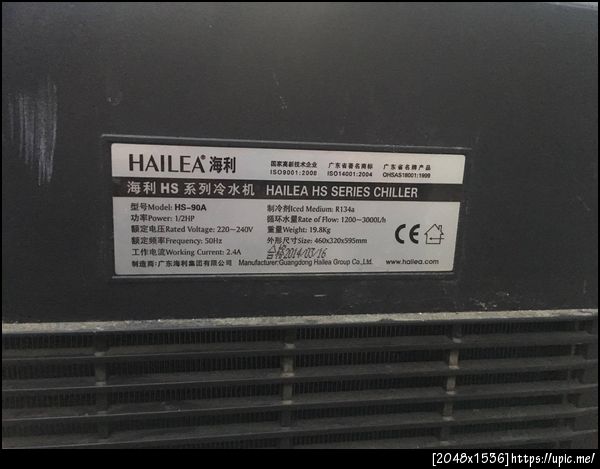 HAILEA® 海利 国家高新技术企业 广东省著名商标 广东省名牌产品
ISO9001:2008 ISO14001:2004 OHSAS18001:1999
海利 HS 系列冷水机 HAILEA HS SERIES CHILLER
型号Model: HS-90A 制冷剂Iced Medium: R134a
功率Power: 1/2HP 循环水量Rate of Flow: 1200~3000L/h
额定电压Rated Voltage: 220~240V 重量Weight: 19.8Kg
额定频率Frequency: 50Hz 外形尺寸Size: 460x320x595mm
工作电流Working Current: 2.4A 合格2014/03/16 CE
制造商:广东海利集团有限公司 Manufacturer:Guangdong Hailea Group Co.,Ltd. www.hailea.com
[2048x1536]https://upic.me/